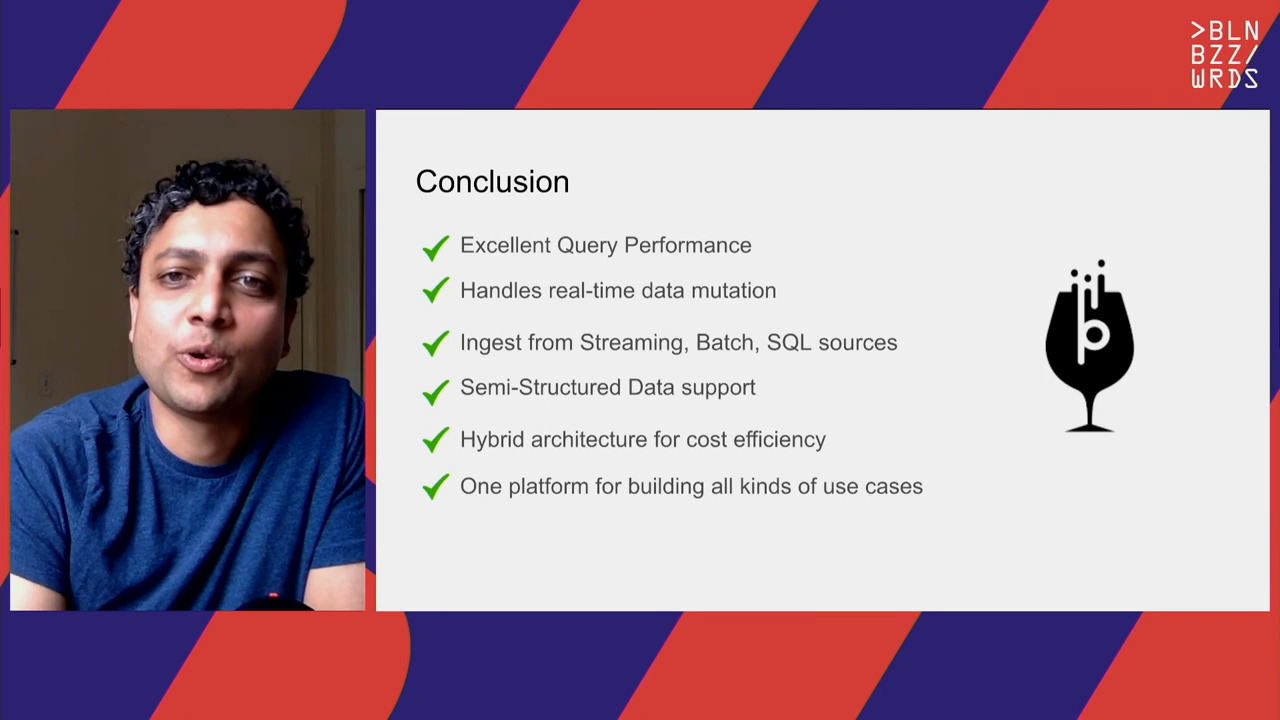 >BLN
BZZ/
WRDS
Conclusion
Excellent Query Performance
Handles real-time data mutation
Ingest from Streaming, Batch, SQL sources
Semi-Structured Data support
Hybrid architecture for cost efficiency
One platform for building all kinds of use cases
p